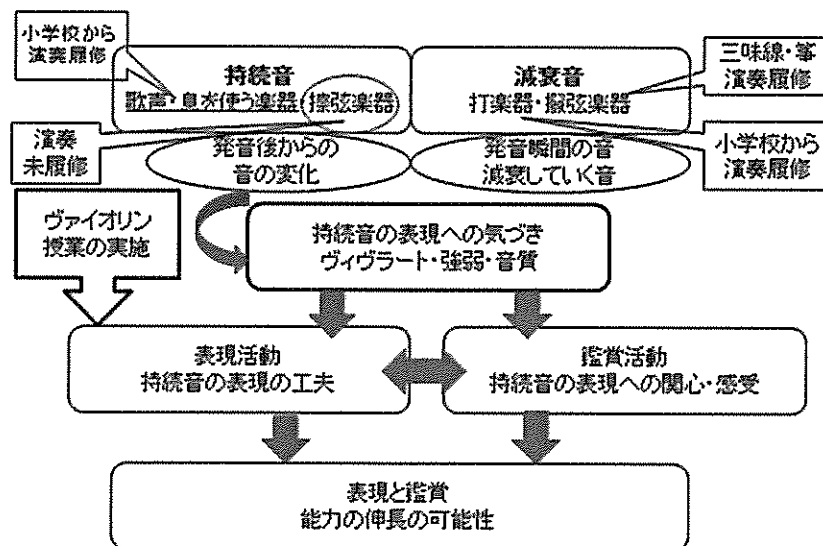 小学校から
演奏履修
持続音
歌声・息を使う楽器・擦弦楽器
減衰音
打楽器・撥弦楽器
三味線・箏
演奏履修
演奏
未履修
発音後からの
音の変化
発音瞬間の音
減衰していく音
小学校から
演奏履修
ヴァイオリン
授業の実施
持続音の表現への気づき
ヴィヴラート・強弱・音質
表現活動
持続音の表現の工夫
鑑賞活動
持続音の表現への関心・感受
表現と鑑賞
能力の伸長の可能性